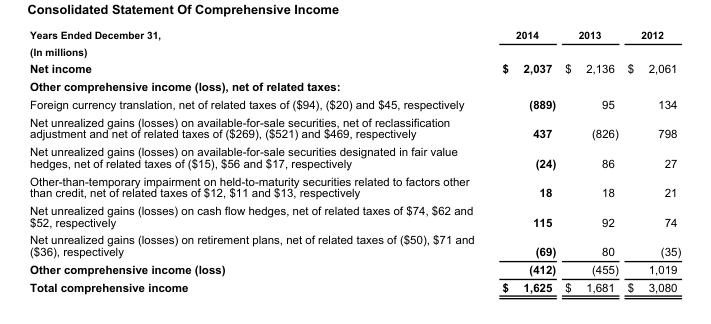 Consolidated Statement Of Comprehensive Income
Years Ended December 31, 2014 2013 2012
(In millions)
Net income $ 2,037 $ 2,136 $ 2,061
Other comprehensive income (loss), net of related taxes:
Foreign currency translation, net of related taxes of ($94), ($20) and $45, respectively (889) 95 134
Net unrealized gains (losses) on available-for-sale securities, net of reclassification
adjustment and net of related taxes of ($269), ($521) and $469, respectively 437 (826) 798
Net unrealized gains (losses) on available-for-sale securities designated in fair value
hedges, net of related taxes of ($15), $56 and $17, respectively (24) 86 27
Other-than-temporary impairment on held-to-maturity securities related to factors other
than credit, net of related taxes of $12, $11 and $13, respectively 18 18 21
Net unrealized gains (losses) on cash flow hedges, net of related taxes of $74, $62 and
$52, respectively 115 92 74
Net unrealized gains (losses) on retirement plans, net of related taxes of ($50), $71 and
($36), respectively (69) 80 (35)
Other comprehensive income (loss) (412) (455) 1,019
Total comprehensive income $ 1,625 $ 1,681 $ 3,080